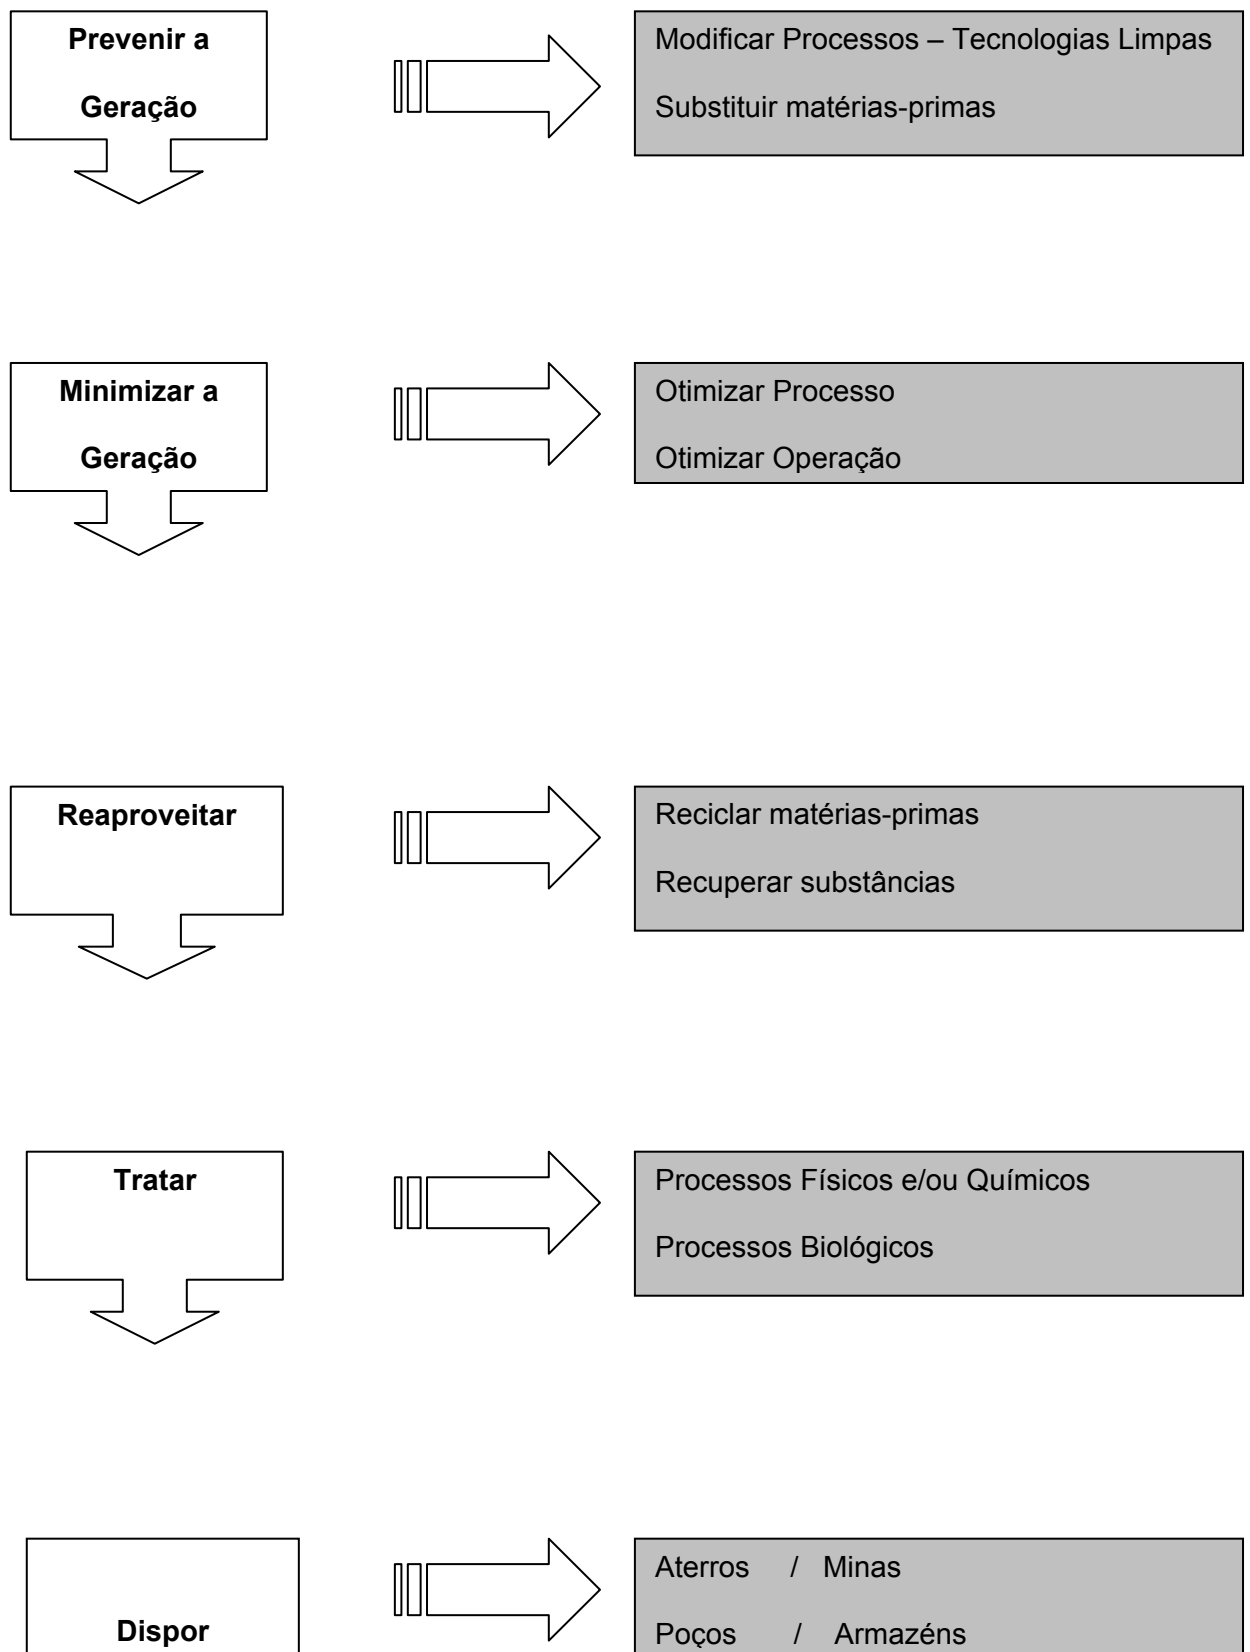 Prevenir a
Geração
Modificar Processos – Tecnologias Limpas
Substituir matérias-primas
Minimizar a
Geração
Otimizar Processo
Otimizar Operação
Reaproveitar
Reciclar matérias-primas
Recuperar substâncias
Tratar
Processos Físicos e/ou Químicos
Processos Biológicos
Dispor
Aterros / Minas
Poços / Armazéns